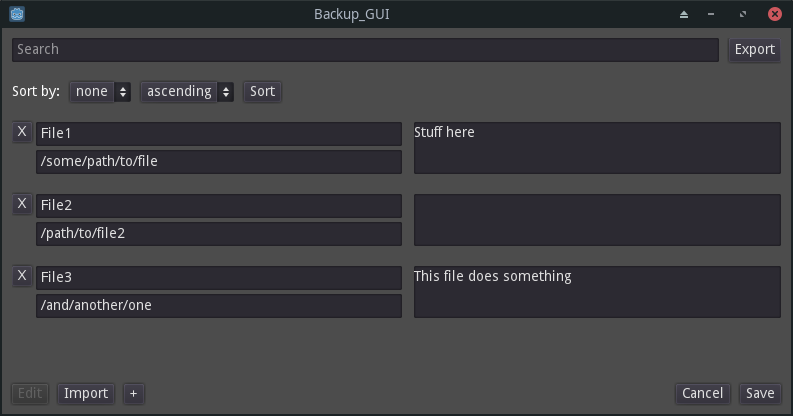 Backup_GUI
Search
Export
Sort by: none ascending Sort
X File1
/some/path/to/file
Stuff here
X File2
/path/to/file2
X File3
/and/another/one
This file does something
Edit Import + Cancel Save